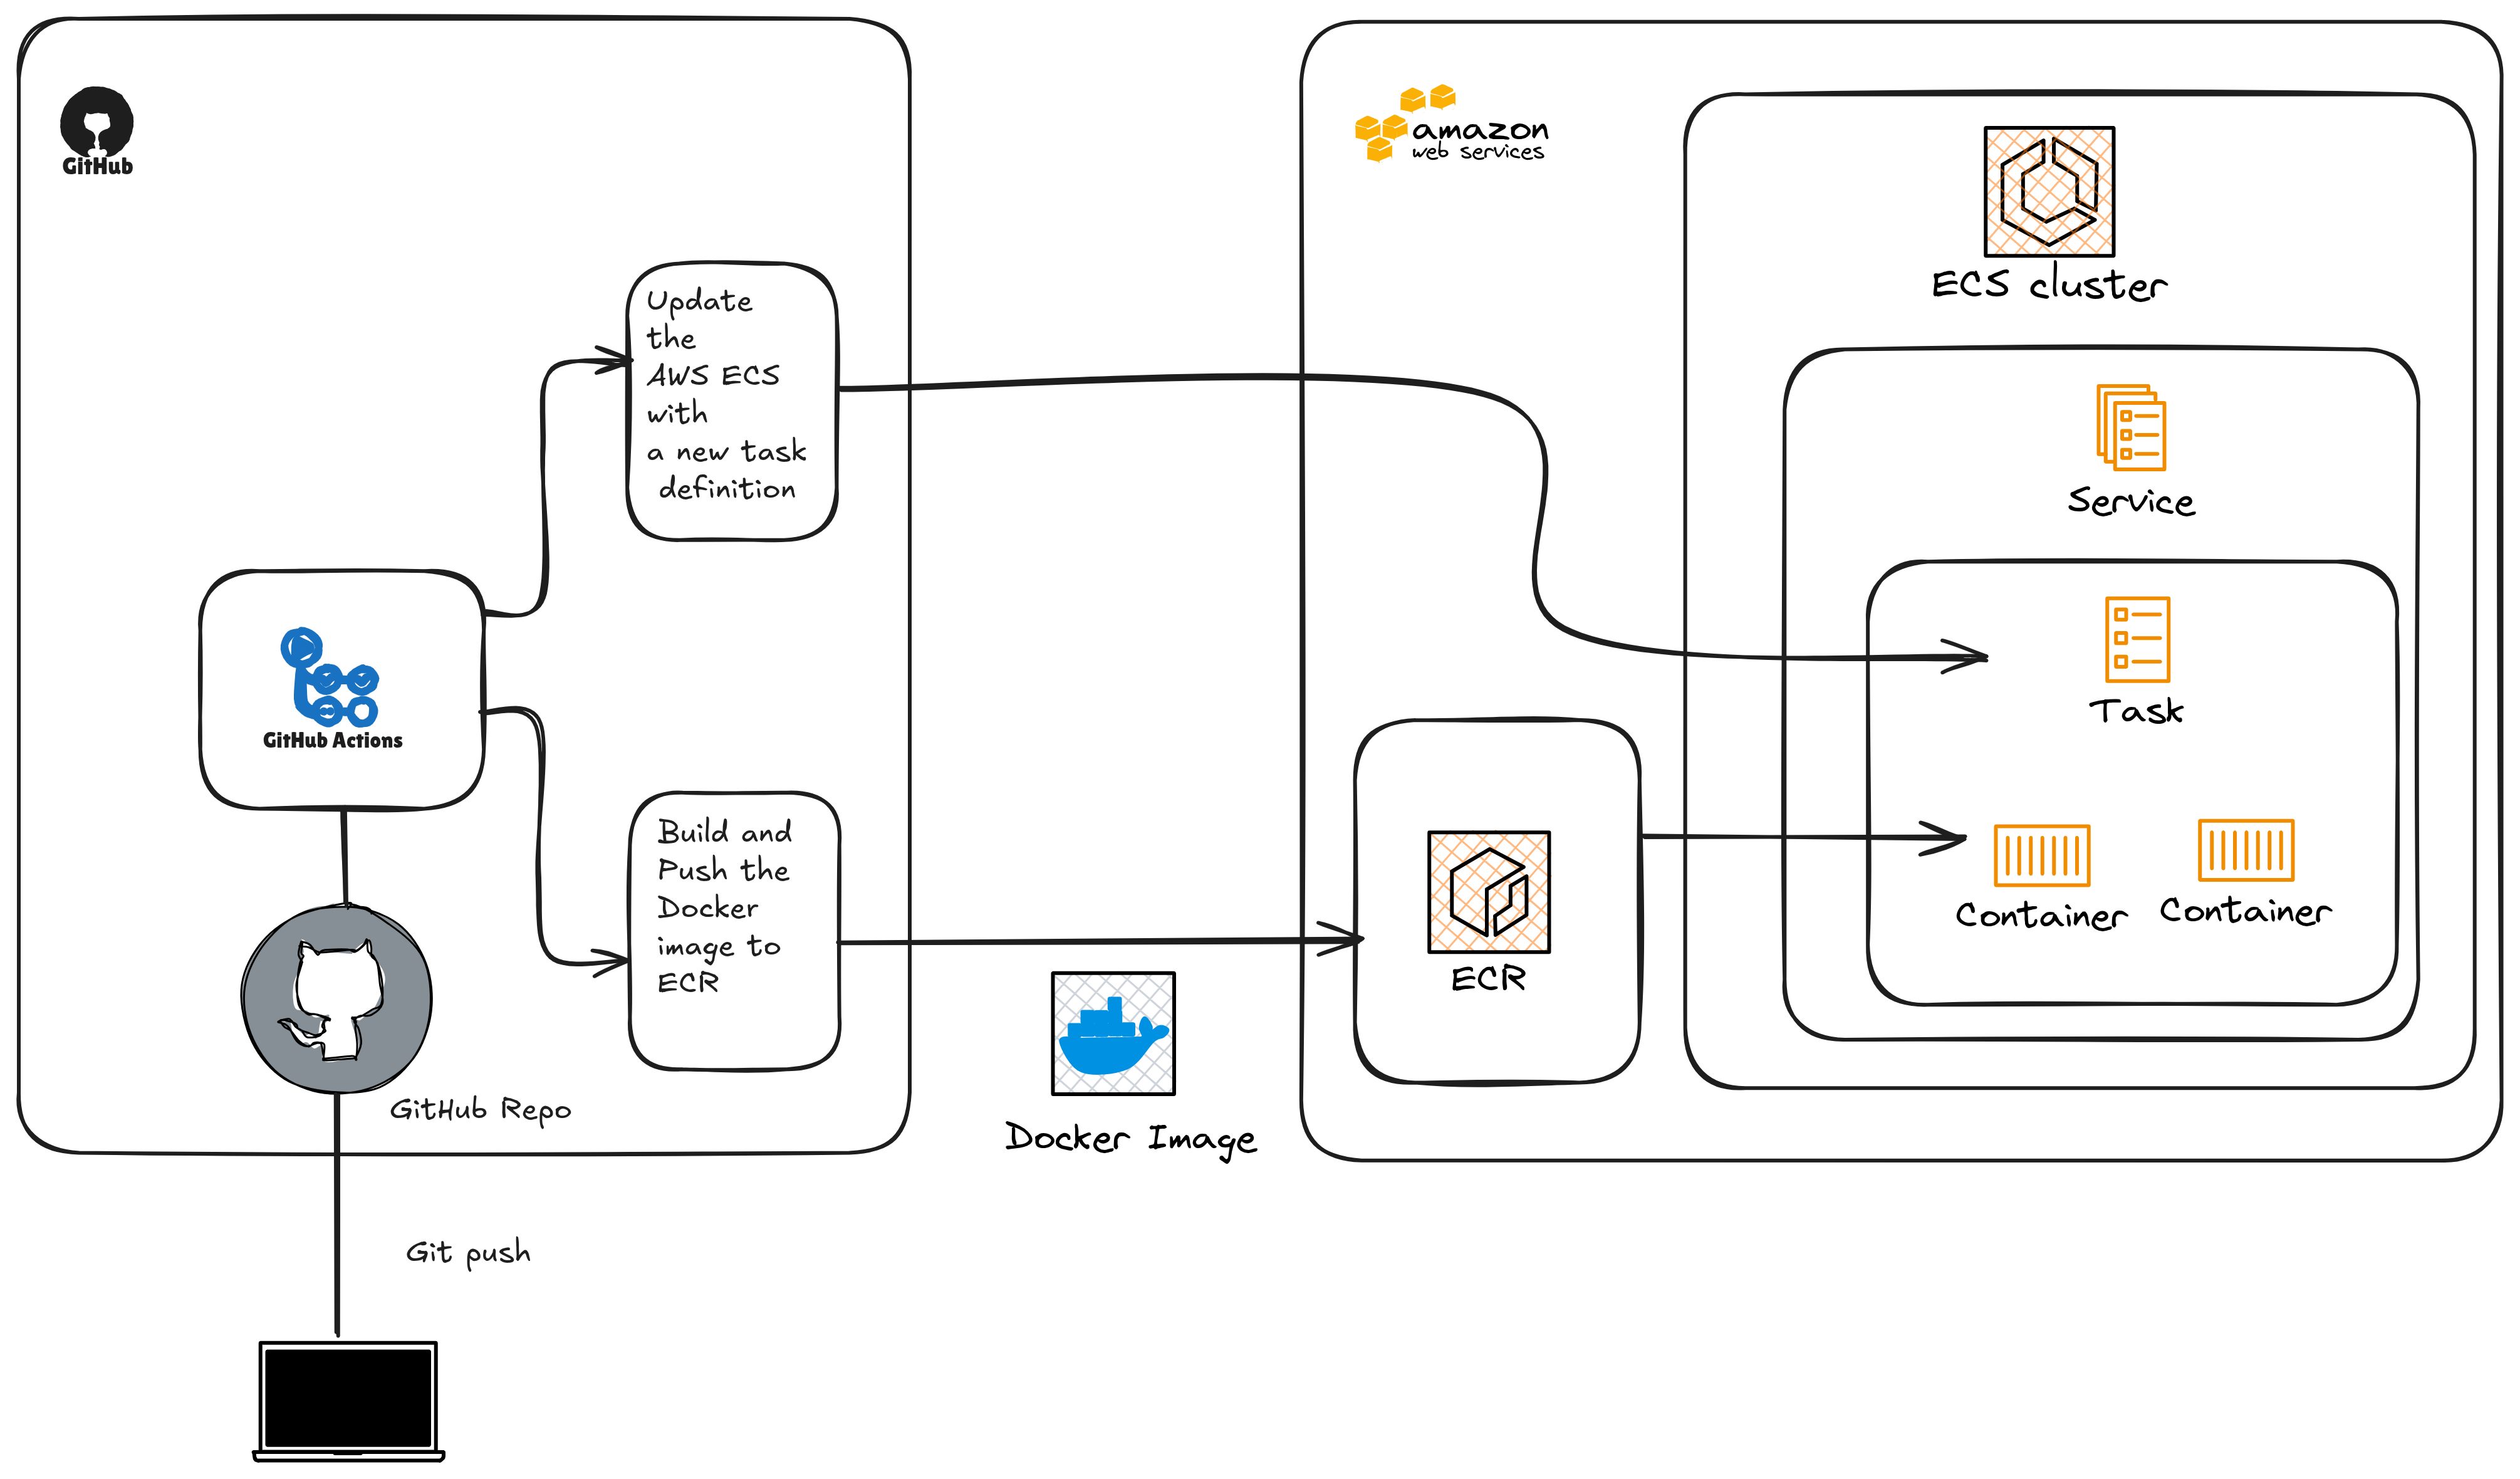 GitHub
Update
the
AWS ECS
with
a new task
definition
GitHub Actions
Build and
Push the
Docker
image to
ECR
GitHub Repo
Git push
Docker Image
amazon
web services
ECR
ECS cluster
Service
Task
Container
Container